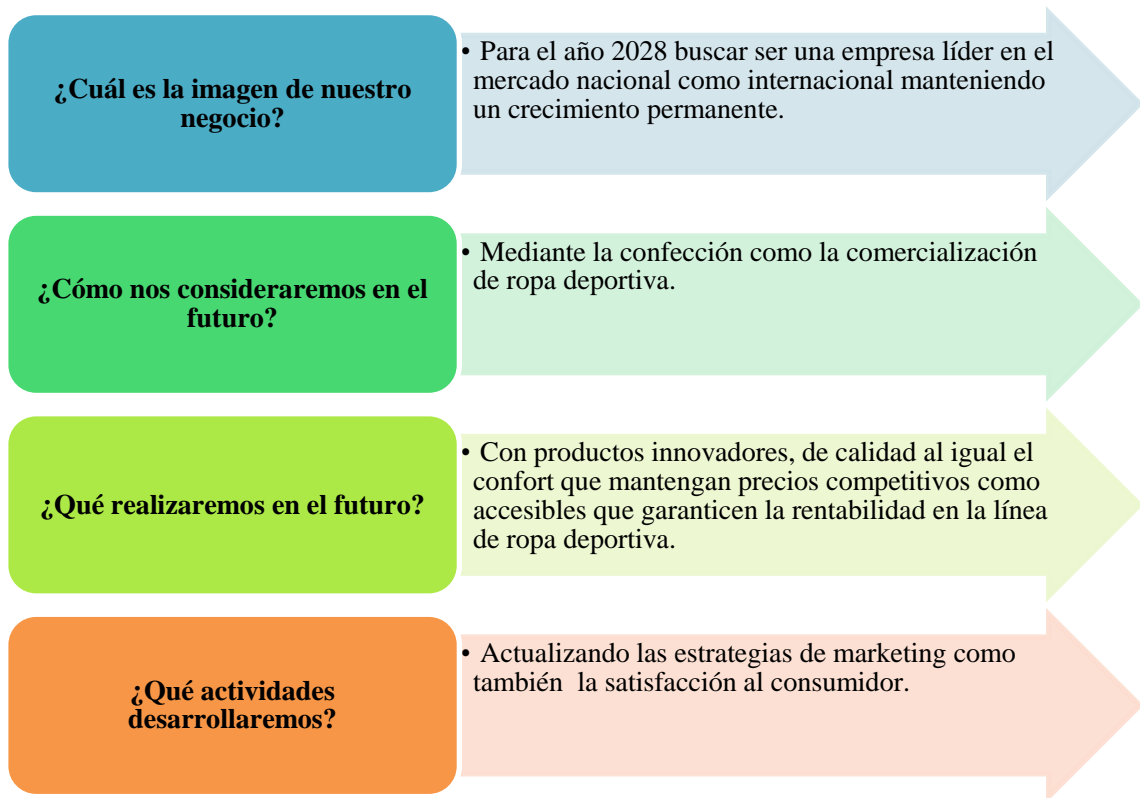 ¿Cuál es la imagen de nuestro
negocio?
• Para el año 2028 buscar ser una empresa líder en el
mercado nacional como internacional manteniendo
un crecimiento permanente.
¿Cómo nos consideraremos en el
futuro?
• Mediante la confección como la comercialización
de ropa deportiva.
¿Qué realizaremos en el futuro?
• Con productos innovadores, de calidad al igual el
confort que mantengan precios competitivos como
accesibles que garanticen la rentabilidad en la línea
de ropa deportiva.
¿Qué actividades
desarrollaremos?
• Actualizando las estrategias de marketing como
también  la satisfacción al consumidor.